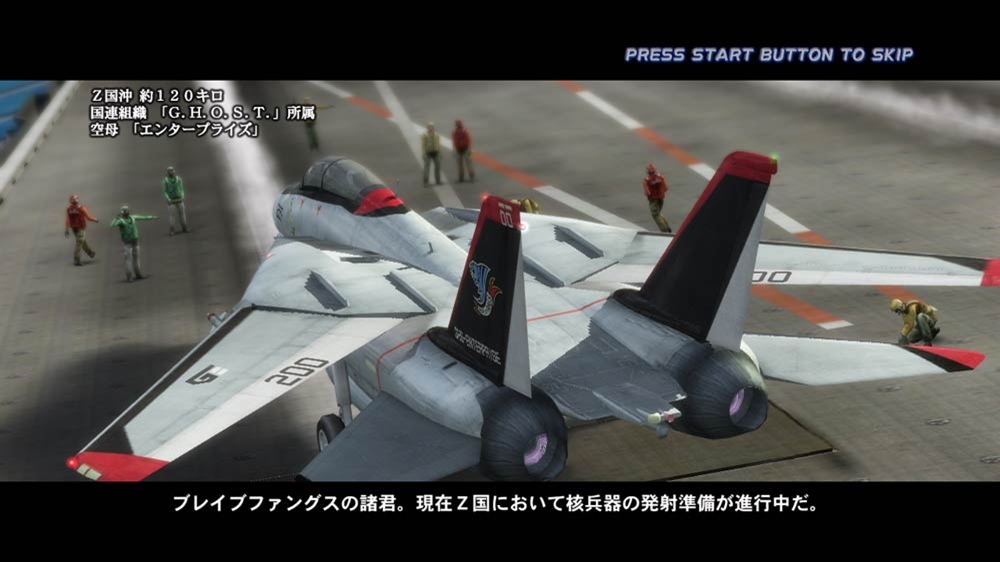 PRESS START BUTTON TO SKIP
Ｚ国沖 約１２０キロ
国連組織 「Ｇ.Ｈ.Ｏ.Ｓ.Ｔ.」所属
空母 「エンタープライズ」
00
00
G
200
ブレイブファングスの諸君。現在Ｚ国において核兵器の発射準備が進行中だ。